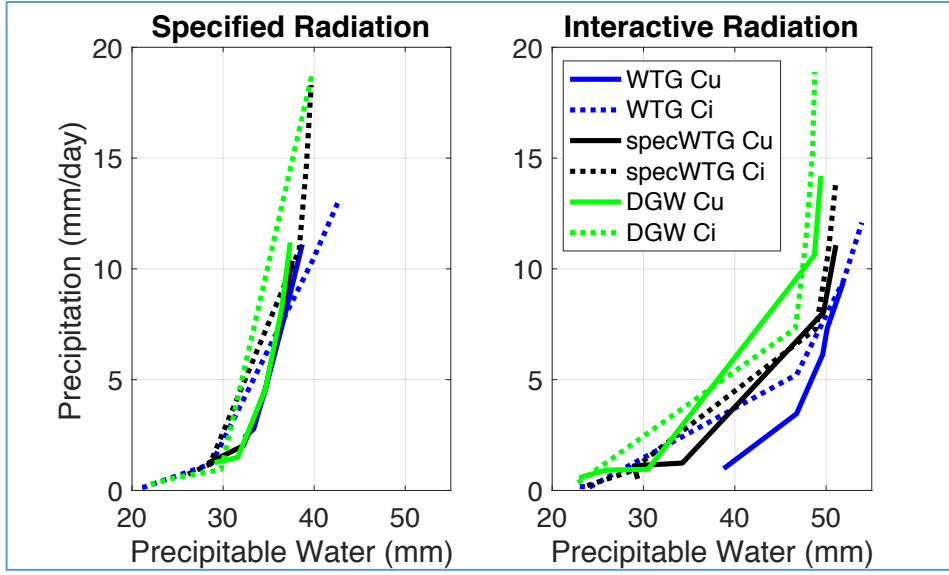 Specified Radiation
Interactive Radiation
20
15
10
5
0
Precipitation (mm/day)
20 30 40 50
Precipitable Water (mm)
20
15
10
5
0
WTG Cu
WTG Ci
specWTG Cu
specWTG Ci
DGW Cu
DGW Ci
20 30 40 50
Precipitable Water (mm)